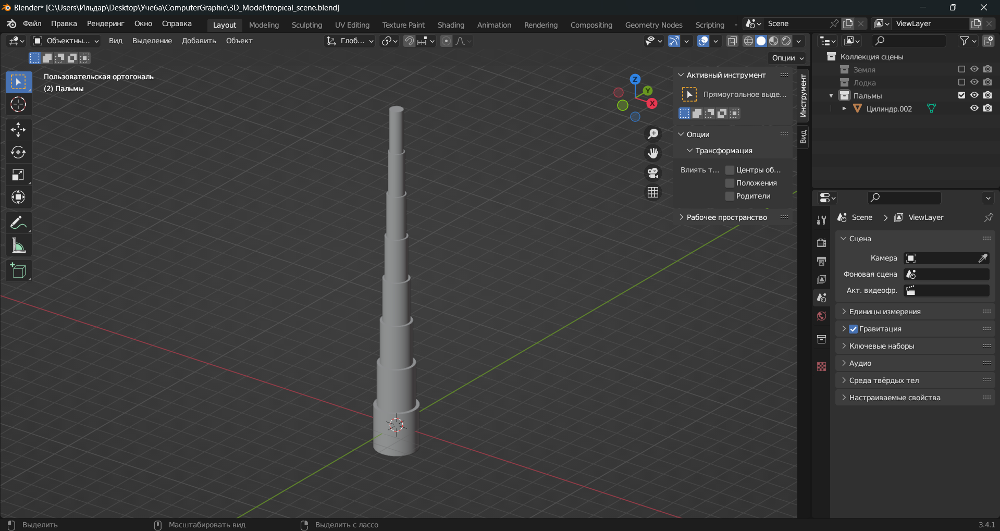 Blender* [C:\Users\Ильдар\Desktop\Учеба\ComputerGraphic\3D_Model\tropical_scene.blend]
Файл Правка Рендеринг Окно Справка Layout Modeling Sculpting UV Editing Texture Paint Shading Animation Rendering Compositing Geometry Nodes Scripting Scene ViewLayer
Объектны... Вид Выделение Добавить Объект Глоб...
Опции
Пользовательская ортогональ
(2) Пальмы
Z
Y
X
Активный инструмент
Прямоугольное выде...
Опции
Трансформация
Влиять т... Центры об...
Положения
Родители
Рабочее пространство
Инструмент
Вид
Коллекция сцены
Земля
Лодка
Пальмы
Цилиндр.002
Scene ViewLayer
Сцена
Камера
Фоновая сцена
Акт. видеофр.
Единицы измерения
Гравитация
Ключевые наборы
Аудио
Среда твёрдых тел
Настраиваемые свойства
Выделить Масштабировать вид Выделить с лассо 3.4.1